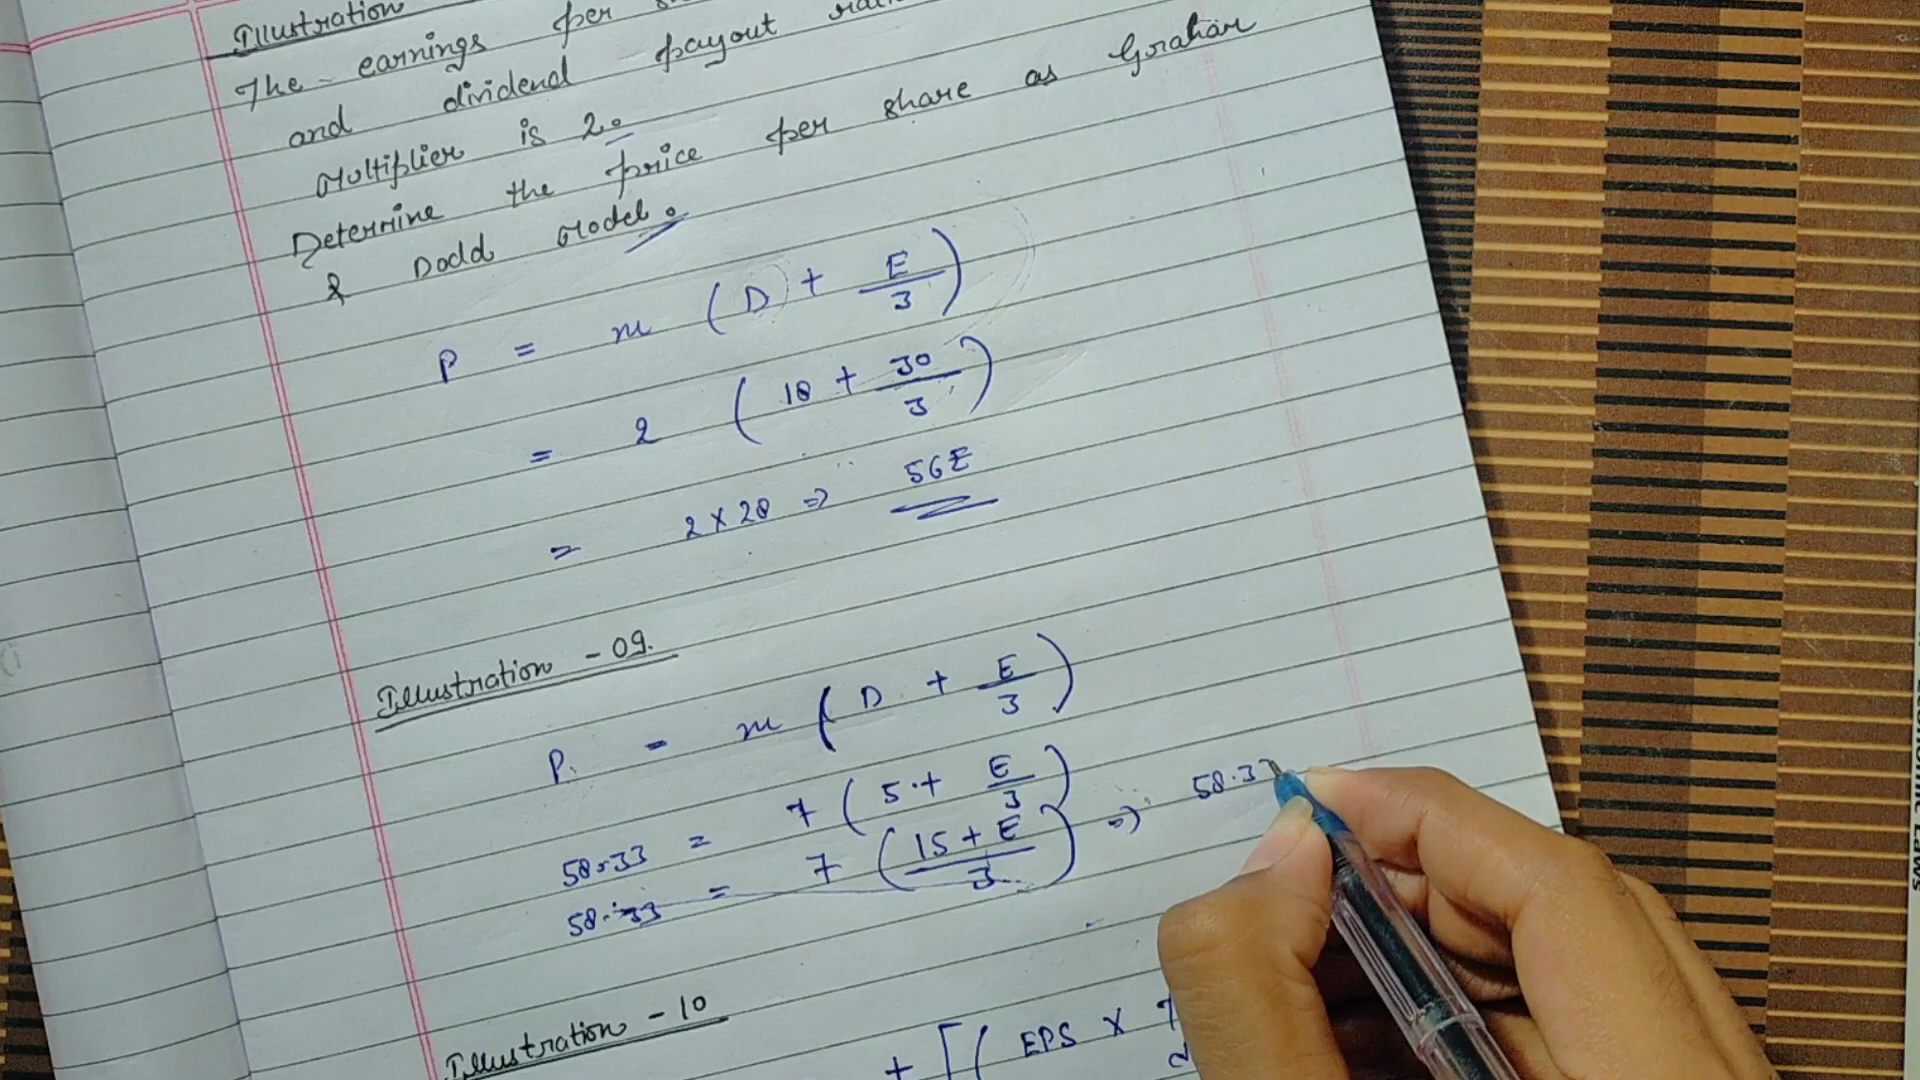 Illustration
The earnings per
and dividend payout
Multiplier is 2.
Determine the price per share as Graham
& Dodd Model.
P = m (D + E/3)
= 2 (18 + 30/3)
= 2 x 28 => 56₹
Illustration - 09.
P. = m (D + E/3)
58.33 = 7 (5 + E/3)
58.33 = 7 (15 + E/3) => 58.3
Illustration - 10
+ [( EPS x